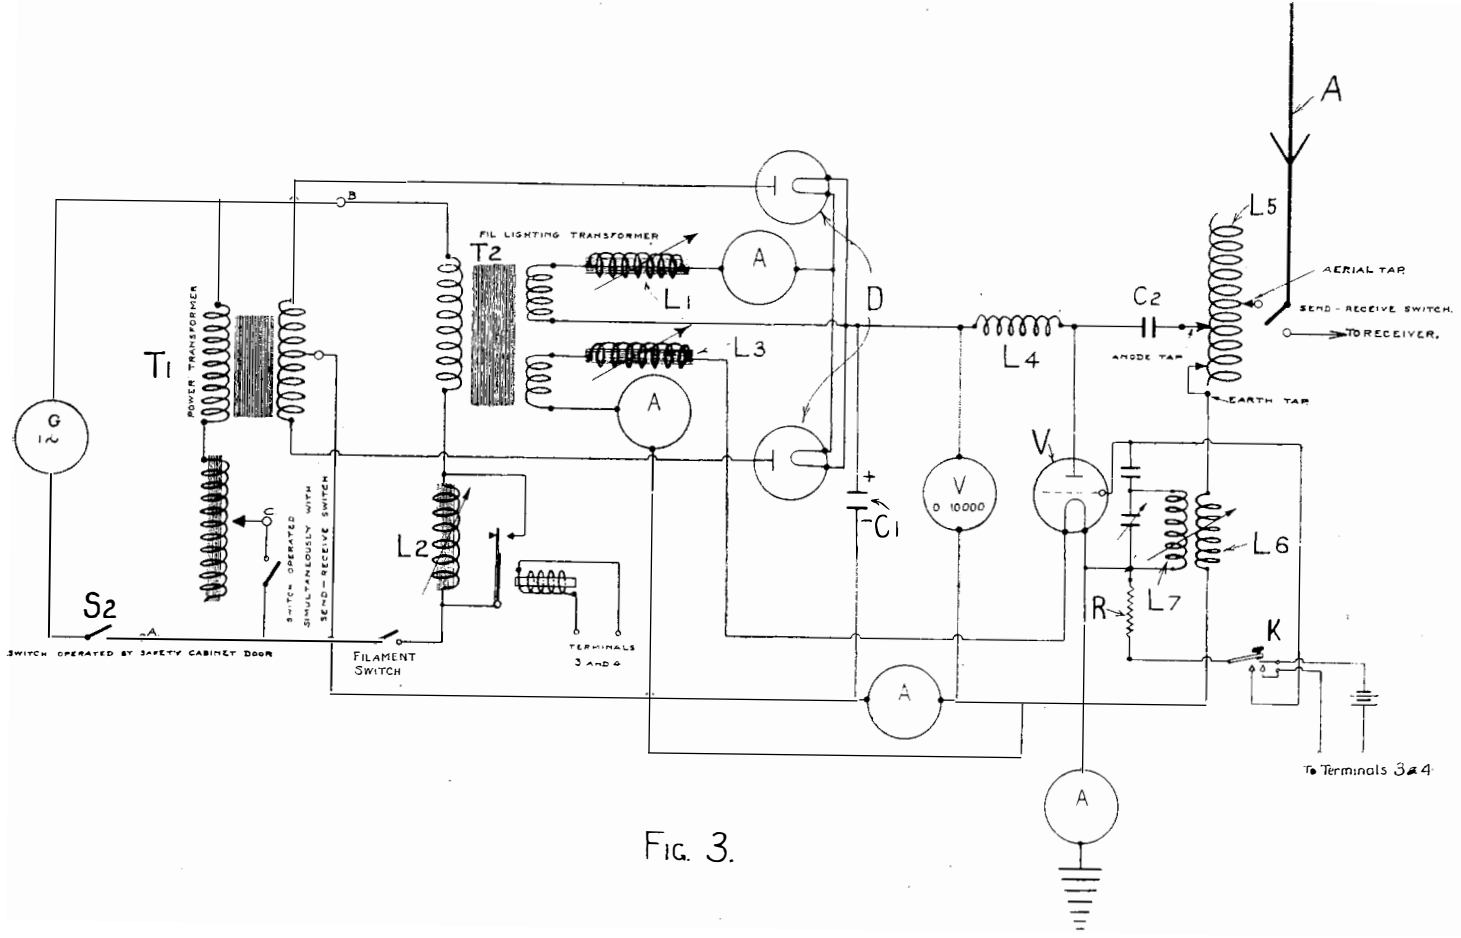 A
L5
AERIAL TAP.
SEND-RECEIVE SWITCH.
TO RECEIVER.
B
FIL LIGHTING TRANSFORMER
T2
A
L1
D
C2
L4
ANODE TAP
EARTH TAP.
POWER TRANSFORMER
T1
L3
A
G
1~
V
V
0 10000
+
-C1
L2
C
SWITCH OPERATED
SIMULTANEOUSLY WITH
SEND-RECEIVE SWITCH
L6
L7
R
K
S2
A
SWITCH OPERATED BY SAFETY CABINET DOOR
FILAMENT
SWITCH
TERMINALS
3 AND 4
A
To Terminals 3&4.
A
FIG. 3.